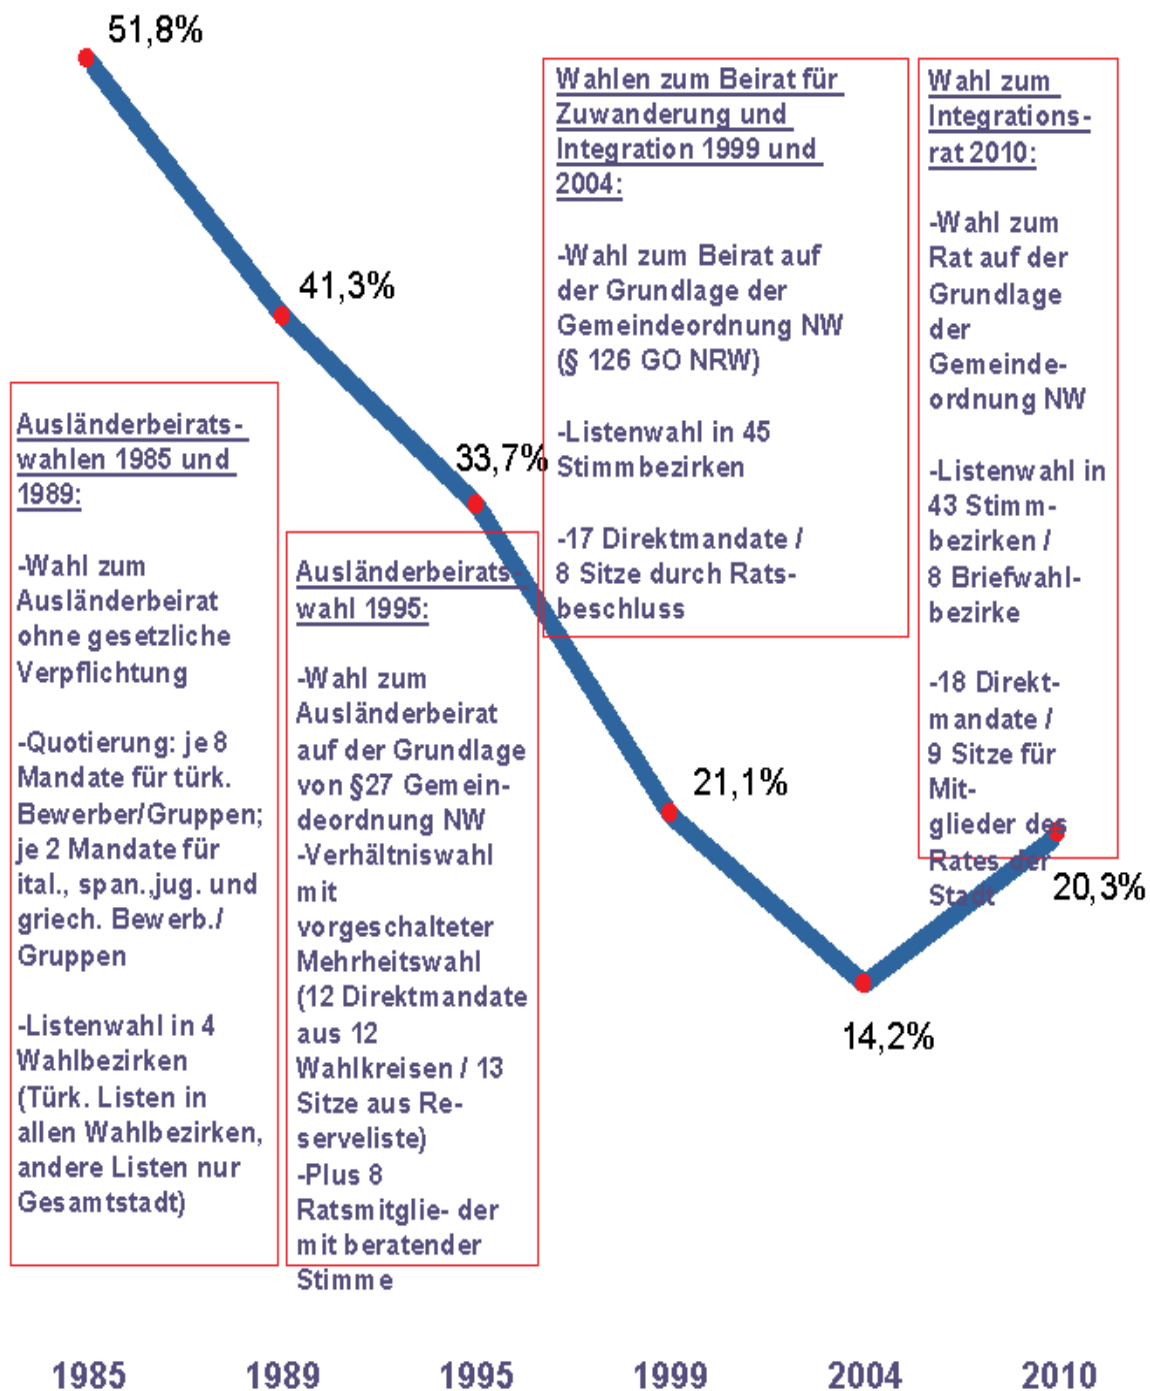 51,8%
41,3%
33,7%
21,1%
14,2%
20,3%
Ausländerbeirats-
wahlen 1985 und
1989:
-Wahl zum
Ausländerbeirat
ohne gesetzliche
Verpflichtung
-Quotierung: je 8
Mandate für türk.
Bewerber/Gruppen;
je 2 Mandate für
ital., span.,jug. und
griech. Bewerb./
Gruppen
-Listenwahl in 4
Wahlbezirken
(Türk. Listen in
allen Wahlbezirken,
andere Listen nur
Gesamtstadt)
Ausländerbeirats-
wahl 1995:
-Wahl zum
Ausländerbeirat
auf der Grundlage
von §27 Gemein-
deordnung NW
-Verhältniswahl
mit
vorgeschalteter
Mehrheitswahl
(12 Direktmandate
aus 12
Wahlkreisen / 13
Sitze aus Re-
serveliste)
-Plus 8
Ratsmitglie- der
mit beratender
Stimme
Wahlen zum Beirat für
Zuwanderung und
Integration 1999 und
2004:
-Wahl zum Beirat auf
der Grundlage der
Gemeindeordnung NW
(§ 126 GO NRW)
-Listenwahl in 45
Stimmbezirken
-17 Direktmandate /
8 Sitze durch Rats-
beschluss
Wahl zum
Integrations-
rat 2010:
-Wahl zum
Rat auf der
Grundlage
der
Gemeinde-
ordnung NW
-Listenwahl in
43 Stimm-
bezirken /
8 Briefwahl-
bezirke
-18 Direkt-
mandate /
9 Sitze für
Mit-
glieder des
Rates der
Stadt
1985 1989 1995 1999 2004 2010